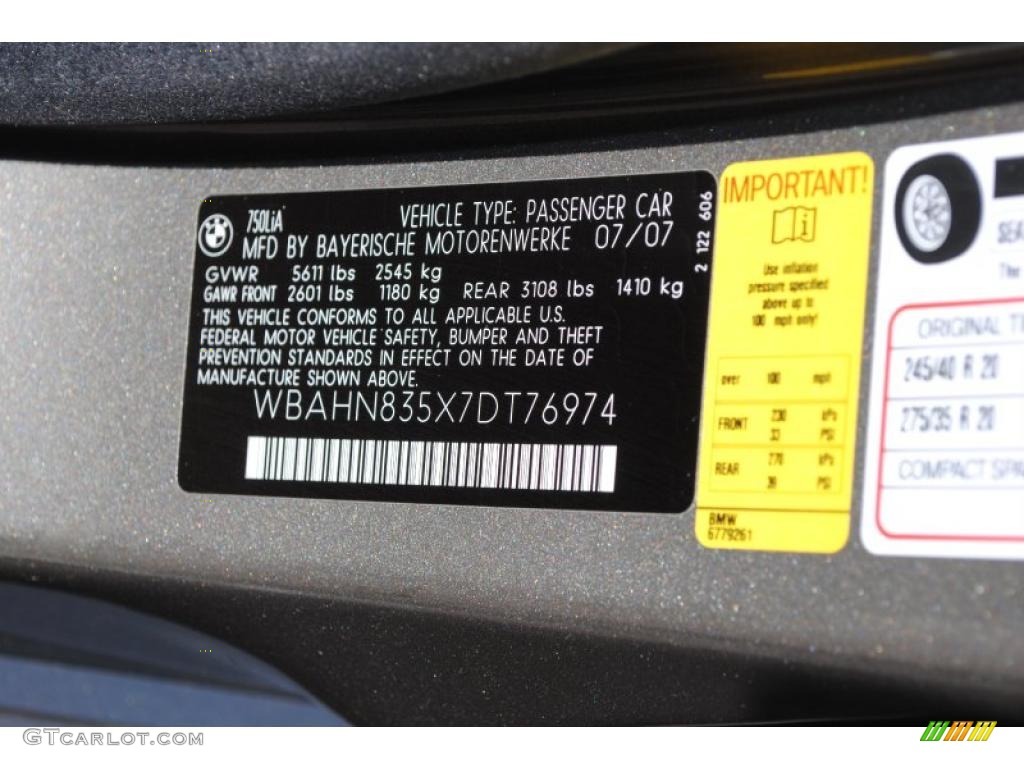 750LiA
VEHICLE TYPE: PASSENGER CAR
MFD BY BAYERISCHE MOTORENWERKE 07/07
GVWR 5611 lbs 2545 kg
GAWR FRONT 2601 lbs 1180 kg REAR 3108 lbs 1410 kg
THIS VEHICLE CONFORMS TO ALL APPLICABLE U.S.
FEDERAL MOTOR VEHICLE SAFETY, BUMPER AND THEFT
PREVENTION STANDARDS IN EFFECT ON THE DATE OF
MANUFACTURE SHOWN ABOVE.
WBAHN835X7DT76974
2 122 606
IMPORTANT!
Use inflation
pressure specified
above up to
100 mph only!
over 100 mph
FRONT 230 kPa
33 PSI
REAR 270 kPa
39 PSI
BMW
6779261
The
ORIGINAL
245/40 R 20
275/35 R 20
COMPACT
GTCarLot.com